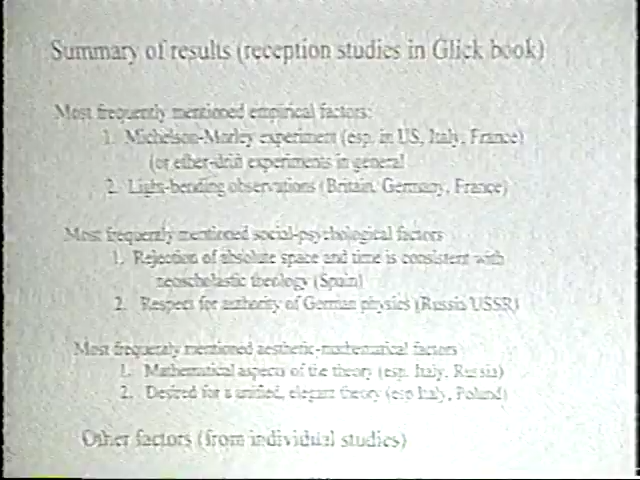 Summary of results (reception studies in Glick book)
Most frequently mentioned empirical factors:
1. Michelson-Morley experiment (esp. in US, Italy, France)
(or ether-drift experiments in general
2. Light-bending observations (Britain, Germany, France)
Most frequently mentioned social-psychological factors
1. Rejection of absolute space and time is consistent with
neoscholastic theology (Spain)
2. Respect for authority of German physics (Russia/USSR)
Most frequently mentioned aesthetic-mathematical factors
1. Mathematical aspects of the theory (esp. Italy, Russia)
2. Desired for a unified, elegant theory (esp Italy, Poland)
Other factors (from individual studies)